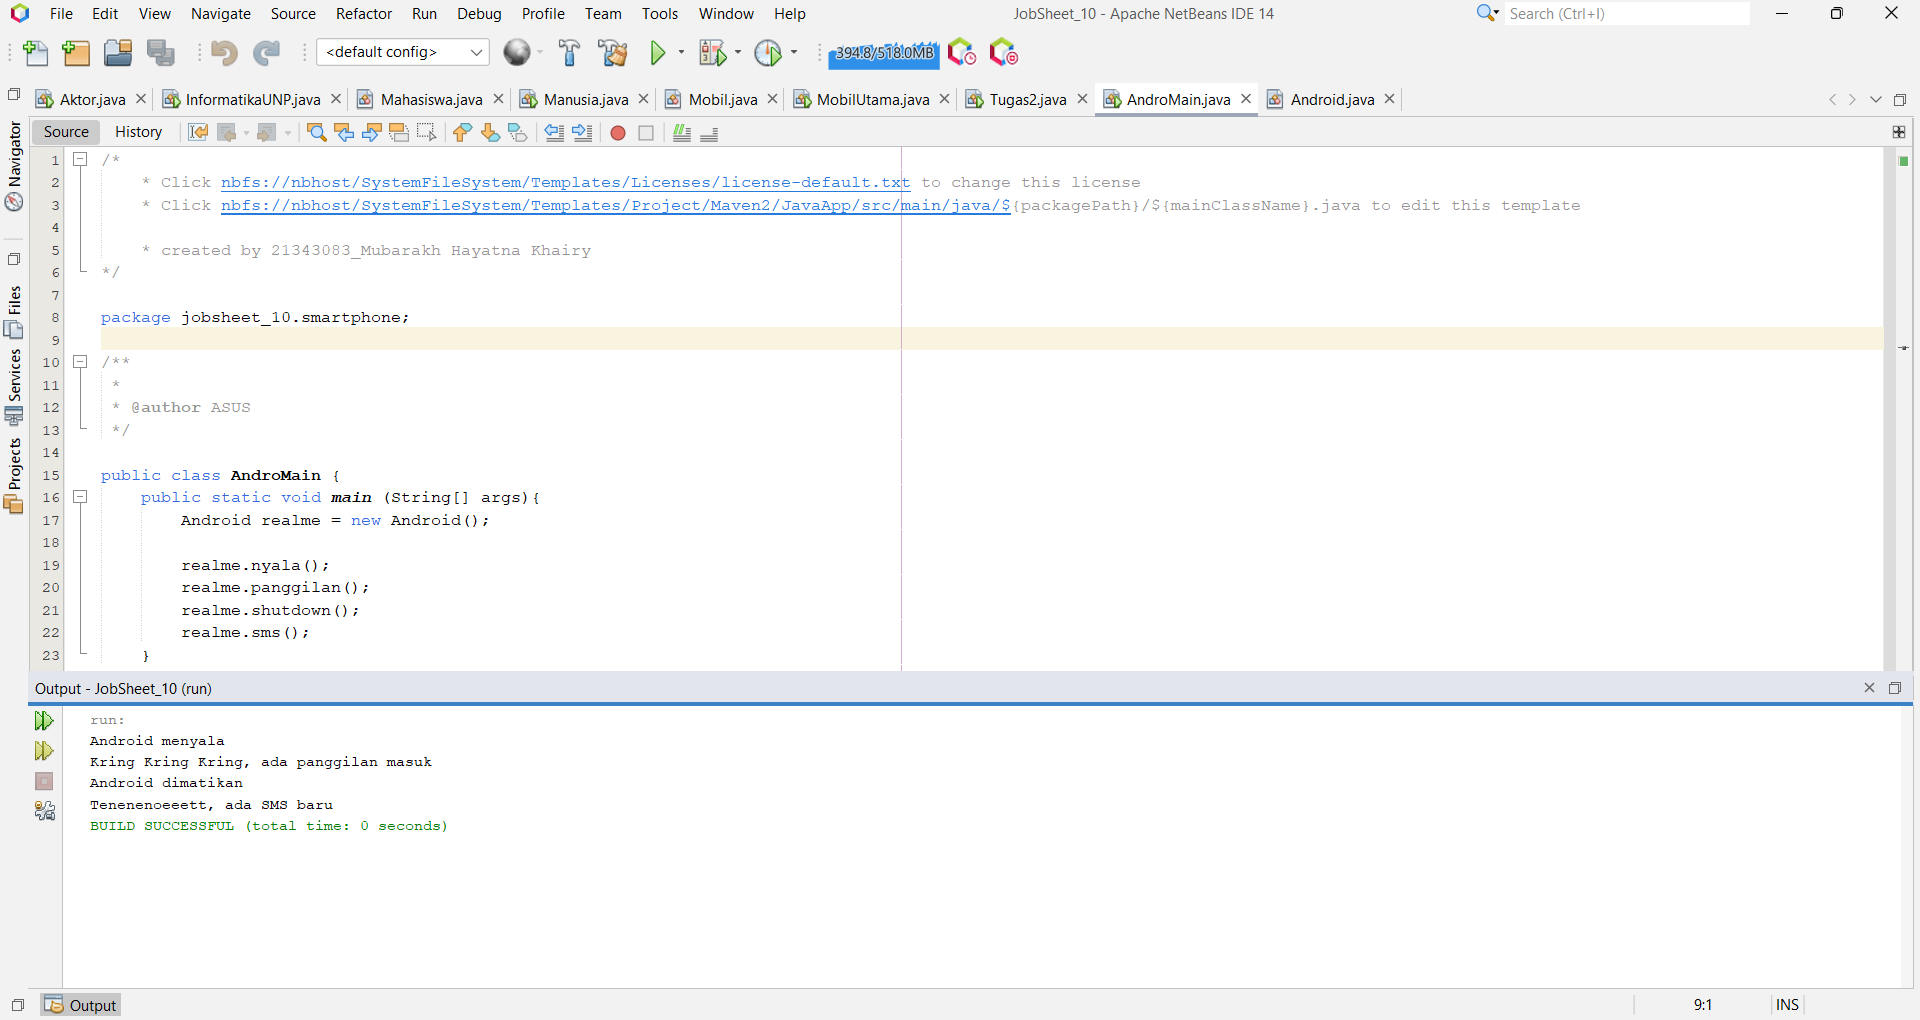 File Edit View Navigate Source Refactor Run Debug Profile Team Tools Window Help JobSheet_10 - Apache NetBeans IDE 14 Search (Ctrl+I)
<default config> 394.8/518.0MB
Aktor.java InformatikaUNP.java Mahasiswa.java Manusia.java Mobil.java MobilUtama.java Tugas2.java AndroMain.java Android.java
Source History
Navigator
Files
Services
Projects
1 /*
2 * Click nbfs://nbhost/SystemFileSystem/Templates/Licenses/license-default.txt to change this license
3 * Click nbfs://nbhost/SystemFileSystem/Templates/Project/Maven2/JavaApp/src/main/java/${packagePath}/${mainClassName}.java to edit this template
4
5 * created by 21343083_Mubarakh Hayatna Khairy
6 */
7
8 package jobsheet_10.smartphone;
9
10 /**
11 *
12 * @author ASUS
13 */
14
15 public class AndroMain {
16 public static void main (String[] args){
17 Android realme = new Android();
18
19 realme.nyala();
20 realme.panggilan();
21 realme.shutdown();
22 realme.sms();
23 }
Output - JobSheet_10 (run)
run:
Android menyala
Kring Kring Kring, ada panggilan masuk
Android dimatikan
Tenenenoeeett, ada SMS baru
BUILD SUCCESSFUL (total time: 0 seconds)
Output 9:1 INS